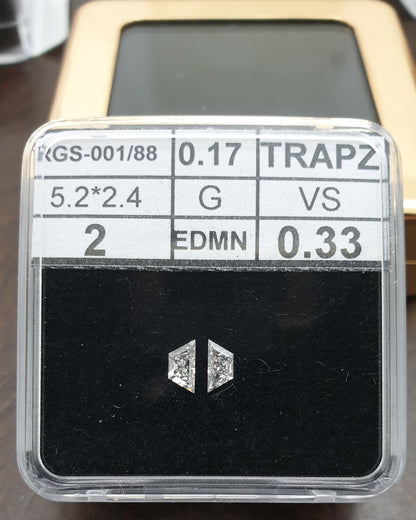 RGS-001/88 0.17 TRAPZ
5.2*2.4 G VS
2 EDMN 0.33